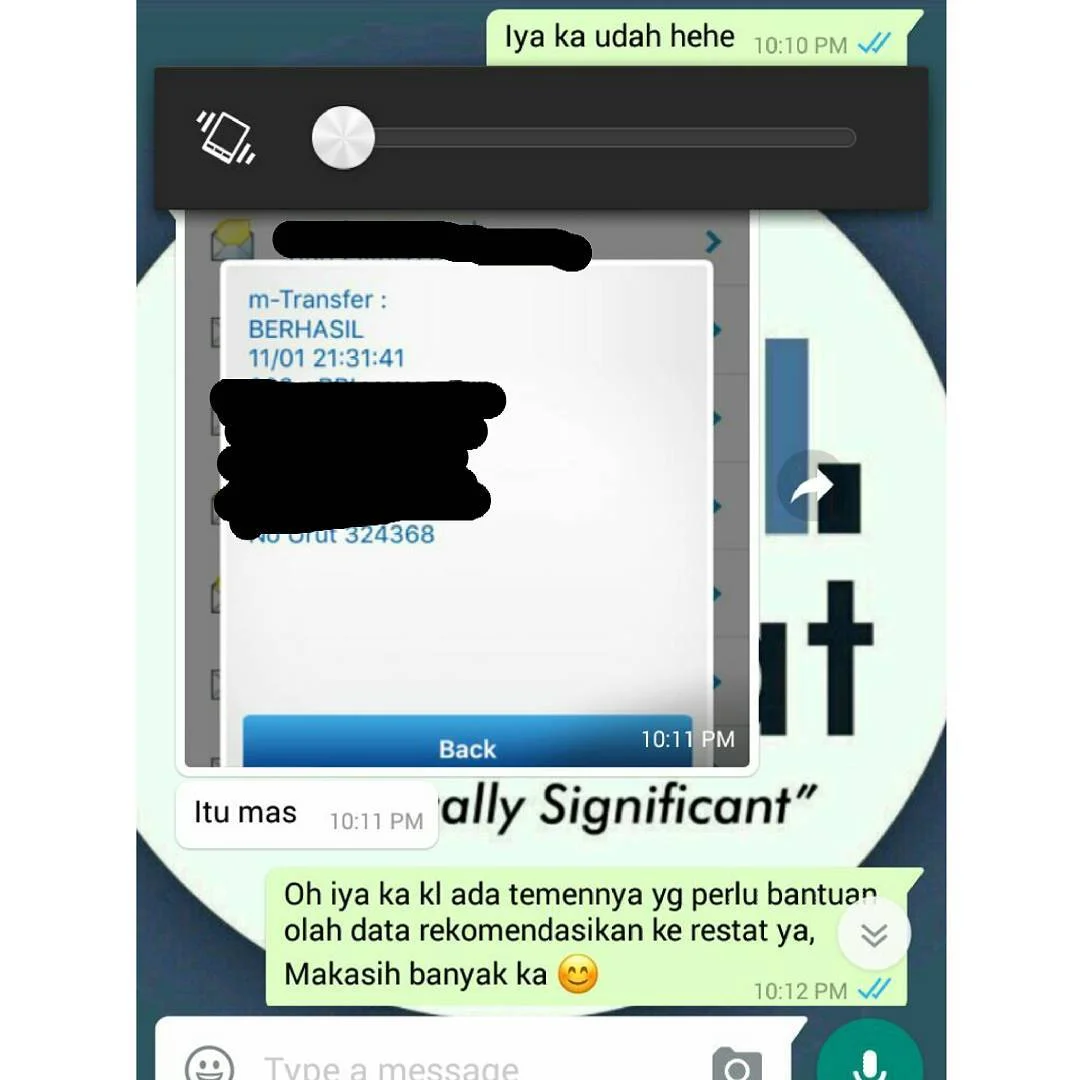 Iya ka udah hehe 10:10 PM
m-Transfer :
BERHASIL
11/01 21:31:41
No Urut 324368
Back
10:11 PM
Itu mas 10:11 PM
ally Significant”
Oh iya ka kl ada temennya yg perlu bantuan
olah data rekomendasikan ke restat ya,
Makasih banyak ka 😊
10:12 PM
Type a message